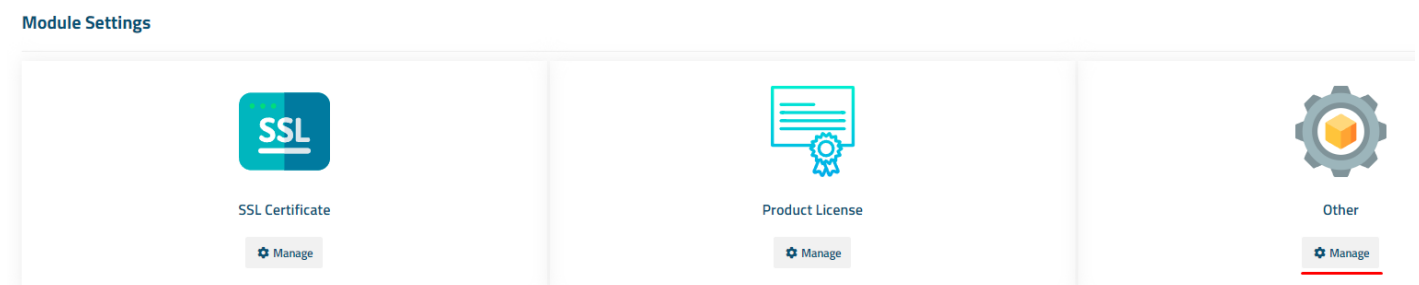 Module Settings
SSL
SSL Certificate
Manage
Product License
Manage
Other
Manage